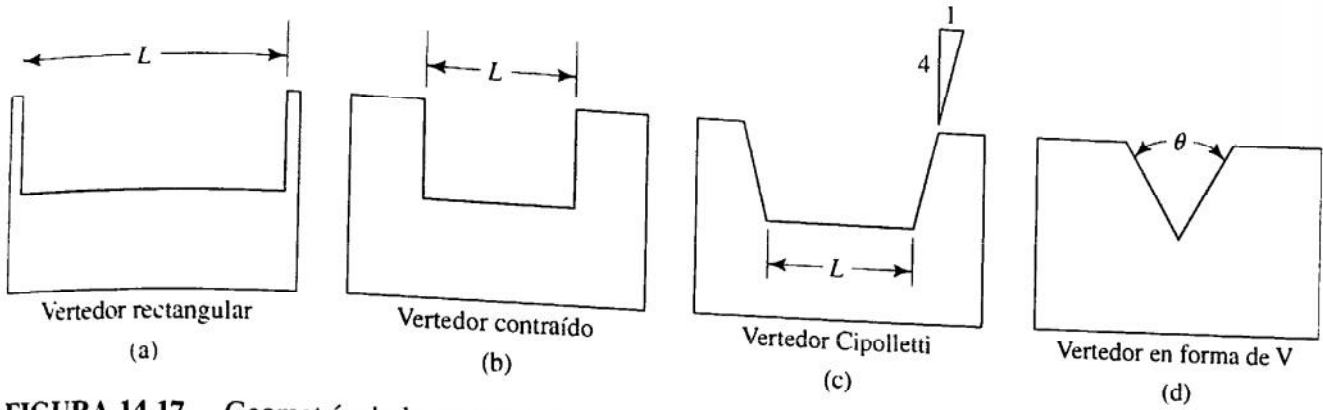 L
L
1
4
L
θ
Vertedor rectangular
(a)
Vertedor contraído
(b)
Vertedor Cipolletti
(c)
Vertedor en forma de V
(d)
FIGURA 14.17